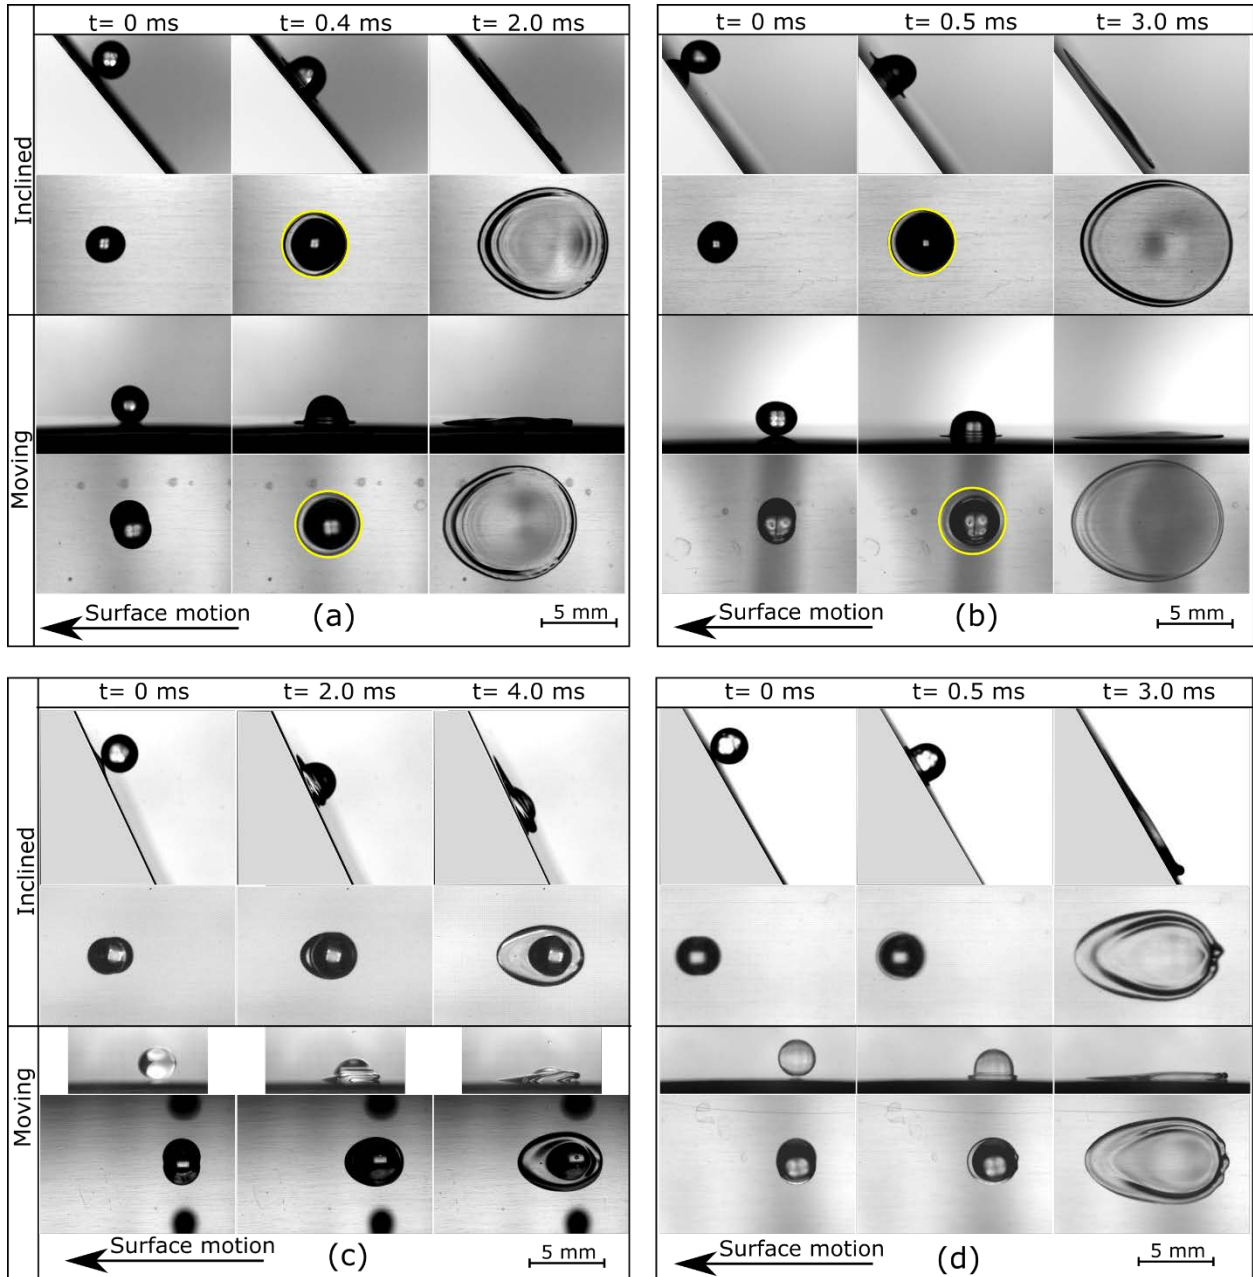 t= 0 ms t= 0.4 ms t= 2.0 ms
Inclined
Moving
Surface motion
(a)
5 mm
t= 0 ms t= 0.5 ms t= 3.0 ms
Surface motion
(b)
5 mm
t= 0 ms t= 2.0 ms t= 4.0 ms
Inclined
Moving
Surface motion
(c)
5 mm
t= 0 ms t= 0.5 ms t= 3.0 ms
Surface motion
(d)
5 mm